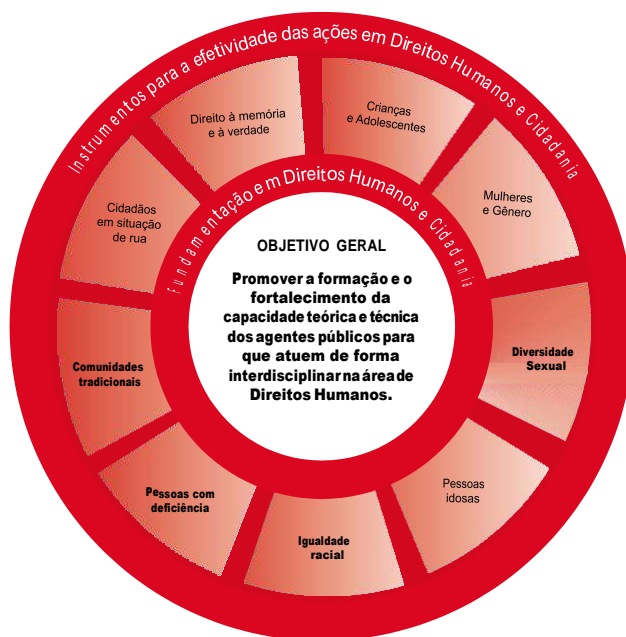 Instrumentos para a efetividade das ações em Direitos Humanos e Cidadania
Direito à memória
e à verdade
Crianças
e Adolescentes
Mulheres
e Gênero
Diversidade
Sexual
Pessoas
idosas
Igualdade
racial
Pessoas com
deficiência
Comunidades
tradicionais
Cidadãos
em situação
de rua
Fundamentação em Direitos Humanos e Cidadania
OBJETIVO GERAL
Promover a formação e o
fortalecimento da
capacidade teórica e técnica
dos agentes públicos para
que atuem de forma
interdisciplinar na área de
Direitos Humanos.